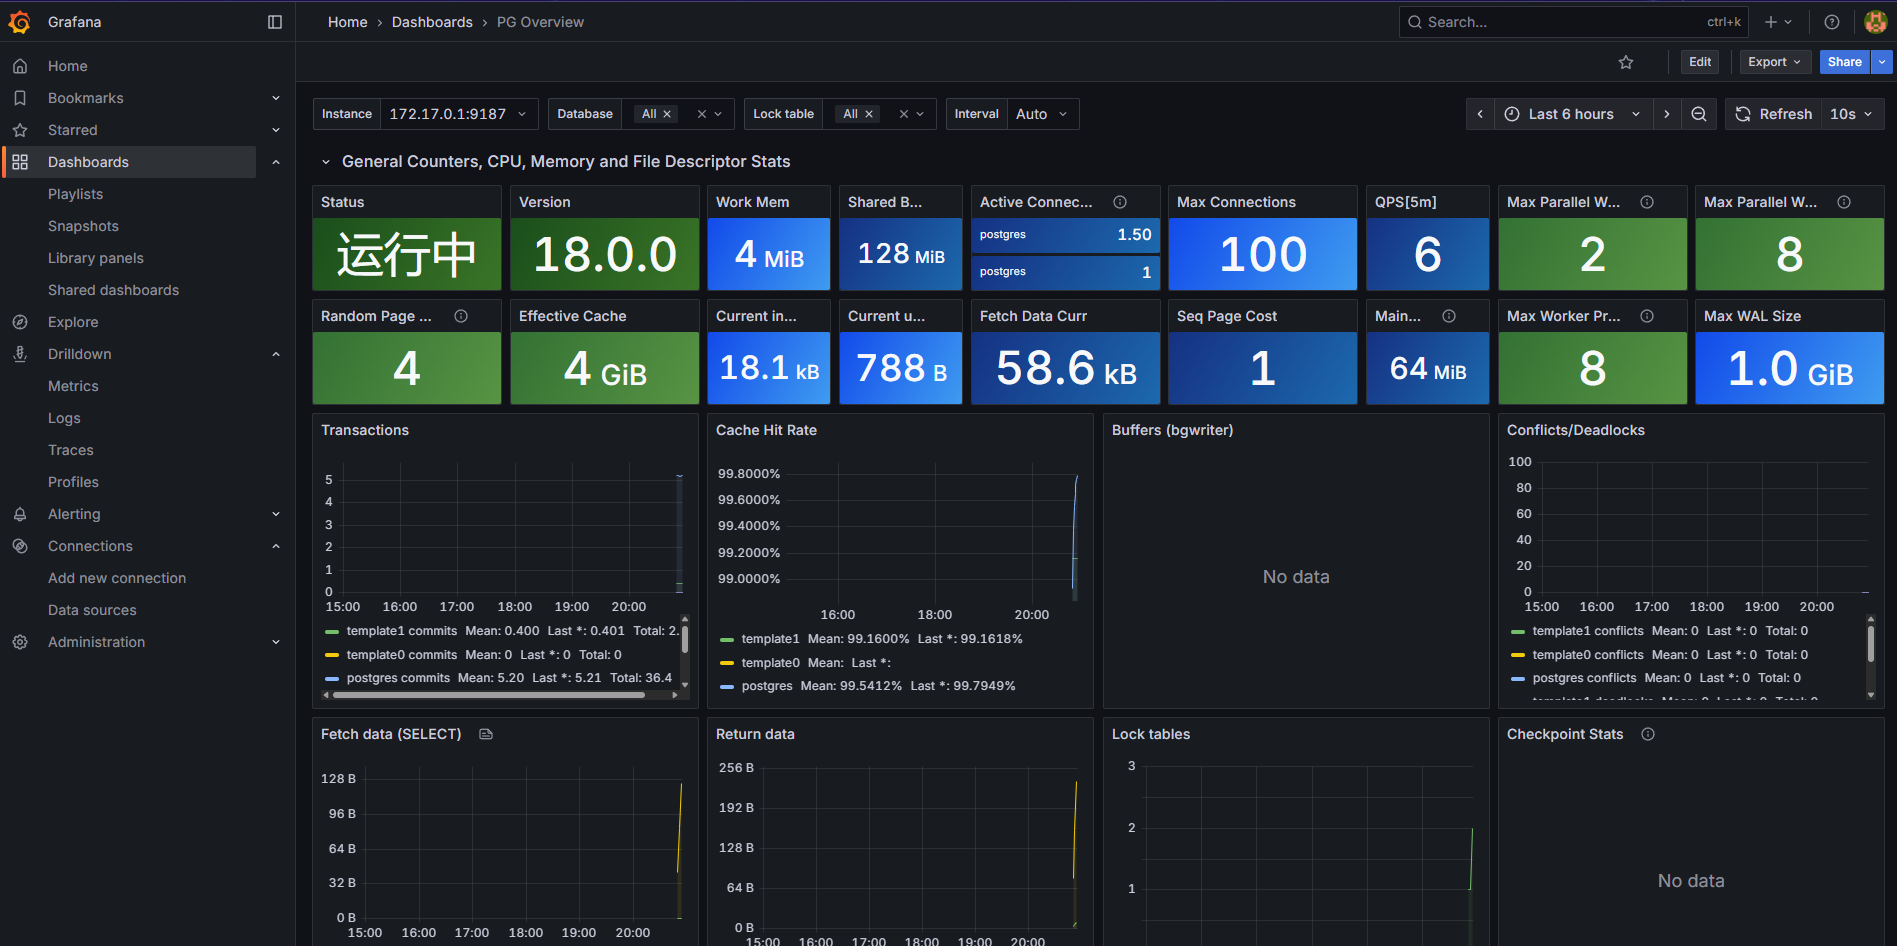 Grafana
Home › Dashboards › PG Overview
Search...
ctrl+k
Edit
Export
Share
Home
Bookmarks
Starred
Dashboards
Playlists
Snapshots
Library panels
Shared dashboards
Explore
Drilldown
Metrics
Logs
Traces
Profiles
Alerting
Connections
Add new connection
Data sources
Administration
Instance 172.17.0.1:9187
Database All
Lock table All
Interval Auto
Last 6 hours
Refresh 10s
General Counters, CPU, Memory and File Descriptor Stats
Status
运行中
Version
18.0.0
Work Mem
4 MiB
Shared B...
128 MiB
Active Connec...
postgres 1.50
postgres 1
Max Connections
100
QPS[5m]
6
Max Parallel W...
2
Max Parallel W...
8
Random Page ...
4
Effective Cache
4 GiB
Current in...
18.1 kB
Current u...
788 B
Fetch Data Curr
58.6 kB
Seq Page Cost
1
Main...
64 MiB
Max Worker Pr...
8
Max WAL Size
1.0 GiB
Transactions
5
4
3
2
1
0
15:00 16:00 17:00 18:00 19:00 20:00
template1 commits Mean: 0.400 Last *: 0.401 Total: 2.
template0 commits Mean: 0 Last *: 0 Total: 0
postgres commits Mean: 5.20 Last *: 5.21 Total: 36.4
Cache Hit Rate
99.8000%
99.6000%
99.4000%
99.2000%
99.0000%
16:00 18:00 20:00
template1 Mean: 99.1600% Last *: 99.1618%
template0 Mean: Last *:
postgres Mean: 99.5412% Last *: 99.7949%
Buffers (bgwriter)
No data
Conflicts/Deadlocks
100
80
60
40
20
0
15:00 16:00 17:00 18:00 19:00 20:00
template1 conflicts Mean: 0 Last *: 0 Total: 0
template0 conflicts Mean: 0 Last *: 0 Total: 0
postgres conflicts Mean: 0 Last *: 0 Total: 0
template1 deadlocks Mean: 0 Last *: 0 Total: 0
Fetch data (SELECT)
128 B
96 B
64 B
32 B
0 B
15:00 16:00 17:00 18:00 19:00 20:00
Return data
256 B
192 B
128 B
64 B
0 B
15:00 16:00 17:00 18:00 19:00 20:00
Lock tables
3
2
1
Checkpoint Stats
No data